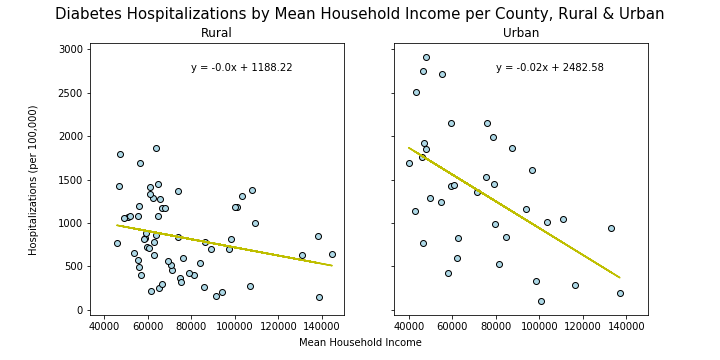 Diabetes Hospitalizations by Mean Household Income per County, Rural & Urban
Rural
Urban
y = -0.0x + 1188.22
y = -0.02x + 2482.58
Hospitalizations (per 100,000)
3000
2500
2000
1500
1000
500
0
40000 60000 80000 100000 120000 140000
40000 60000 80000 100000 120000 140000
Mean Household Income